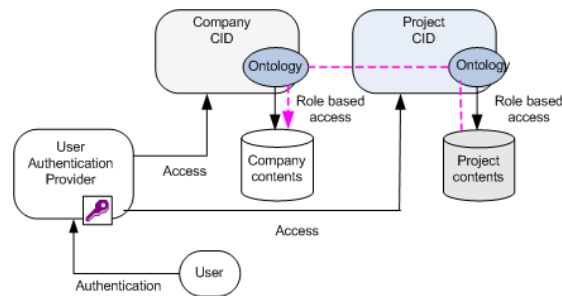 Company
CID
Project
CID
Ontology
Ontology
Role based
access
Role based
access
User
Authentication
Provider
Access
Company
contents
Project
contents
Access
Authentication
User